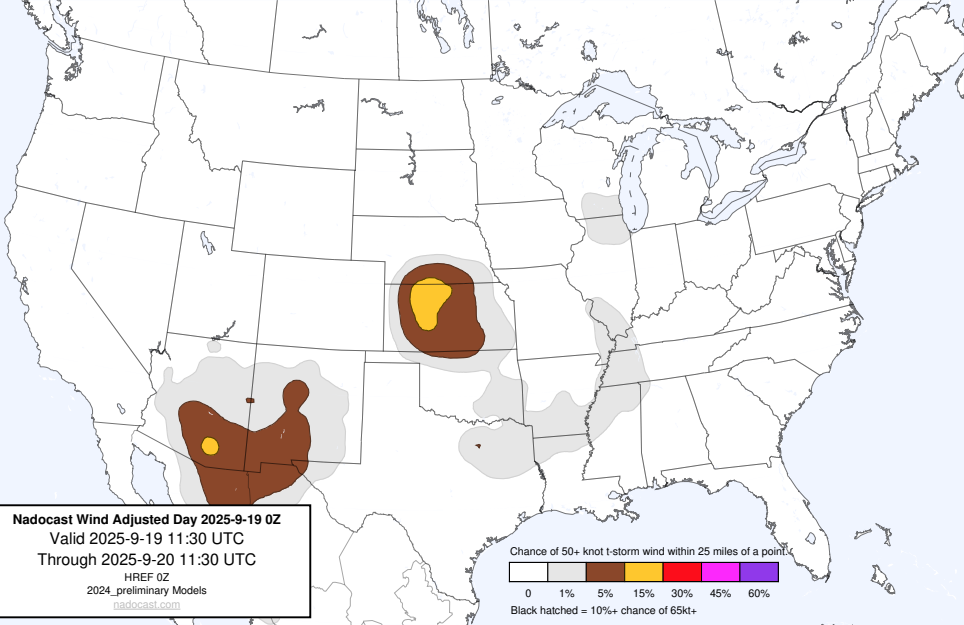 Nadocast Wind Adjusted Day 2025-9-19 0Z
Valid 2025-9-19 11:30 UTC
Through 2025-9-20 11:30 UTC
HREF 0Z
2024_preliminary Models
nadocast.com
Chance of 50+ knot t-storm wind within 25 miles of a point.
0 1% 5% 15% 30% 45% 60%
Black hatched = 10%+ chance of 65kt+